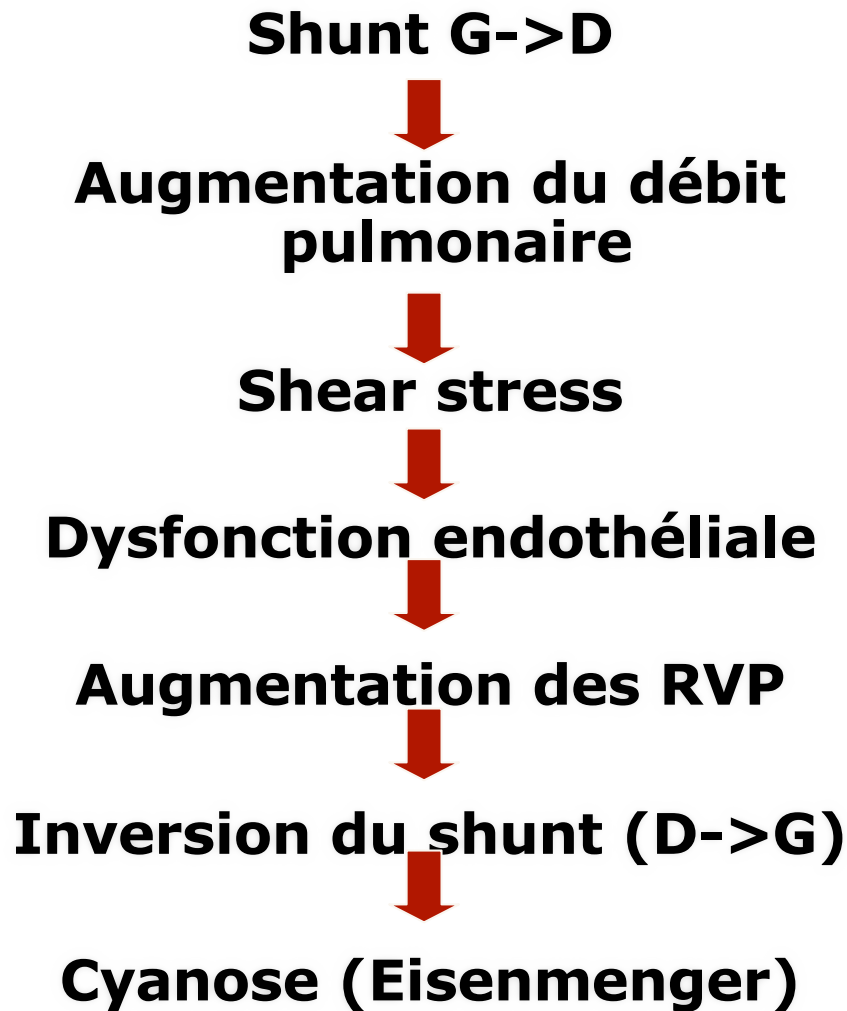 Shunt G->D
Augmentation du débit
pulmonaire
Shear stress
Dysfonction endothéliale
Augmentation des RVP
Inversion du shunt (D->G)
Cyanose (Eisenmenger)